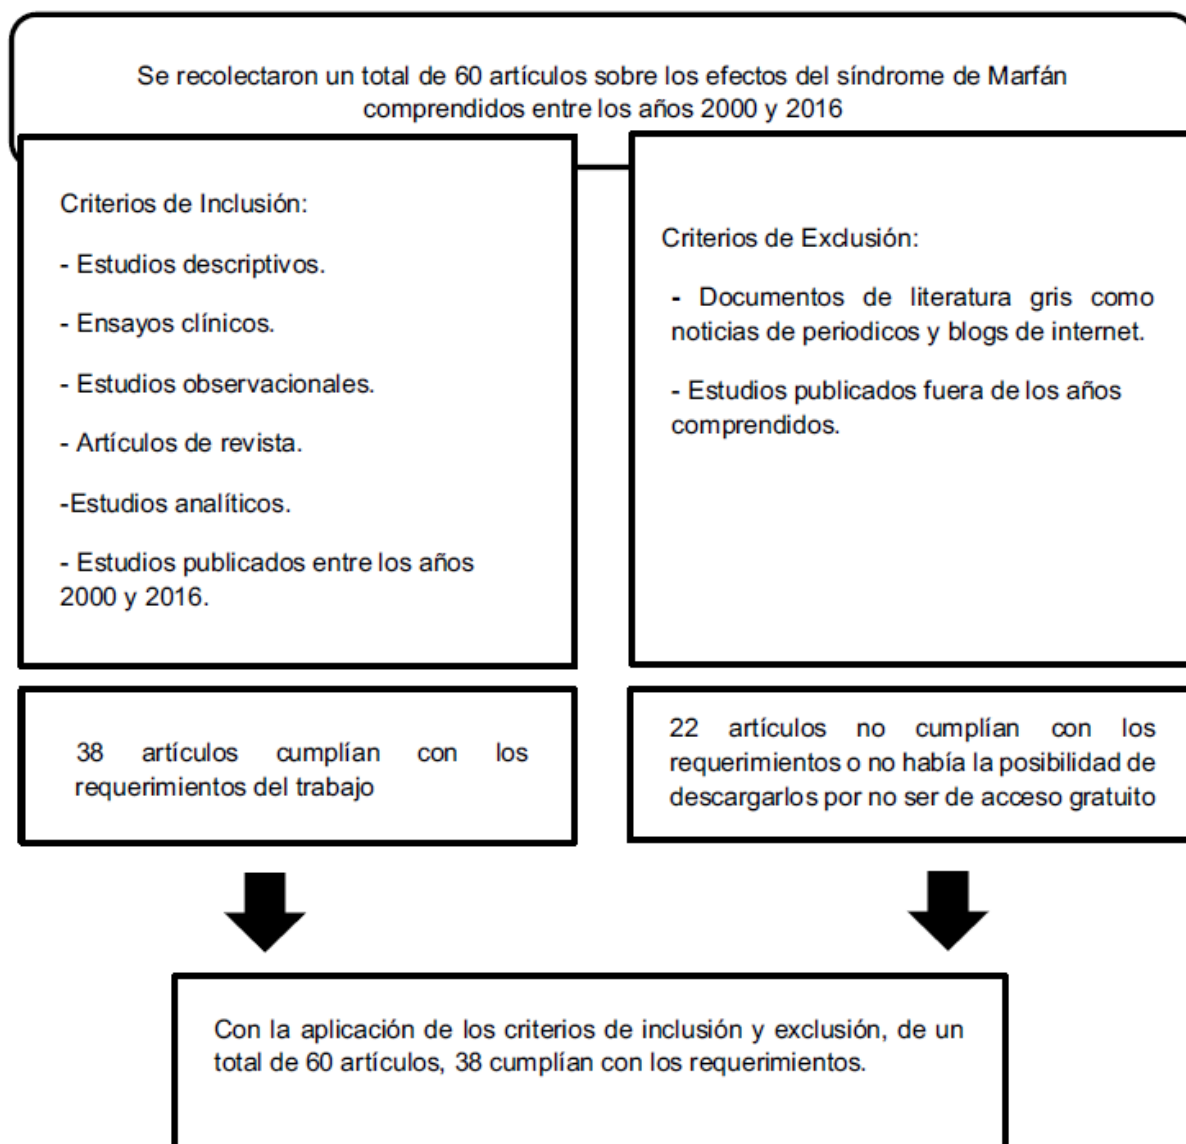 Se recolectaron un total de 60 artículos sobre los efectos del síndrome de Marfán
comprendidos entre los años 2000 y 2016
Criterios de Inclusión:
- Estudios descriptivos.
- Ensayos clínicos.
- Estudios observacionales.
- Artículos de revista.
-Estudios analíticos.
- Estudios publicados entre los años
2000 y 2016.
Criterios de Exclusión:
- Documentos de literatura gris como
noticias de periodicos y blogs de internet.
- Estudios publicados fuera de los años
comprendidos.
38 artículos cumplían con los
requerimientos del trabajo
22 artículos no cumplían con los
requerimientos o no había la posibilidad de
descargarlos por no ser de acceso gratuito
Con la aplicación de los criterios de inclusión y exclusión, de un
total de 60 artículos, 38 cumplían con los requerimientos.